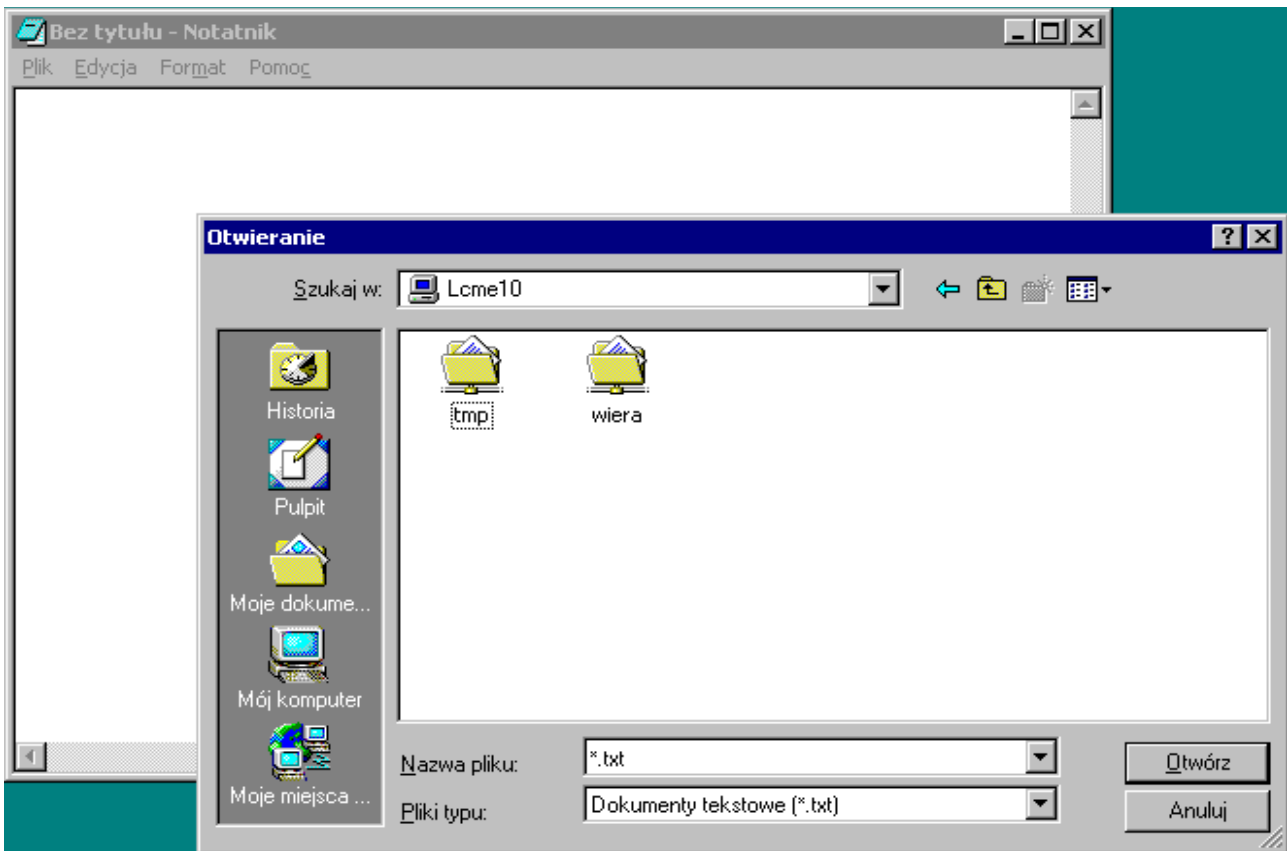 Bez tytułu - Notatnik
Plik Edycja Format Pomoc
Otwieranie
Szukaj w: Lcme10
Historia
Pulpit
Moje dokume...
Mój komputer
Moje miejsca ...
tmp wiera
Nazwa pliku: *.txt Otwórz
Pliki typu: Dokumenty tekstowe (*.txt) Anuluj